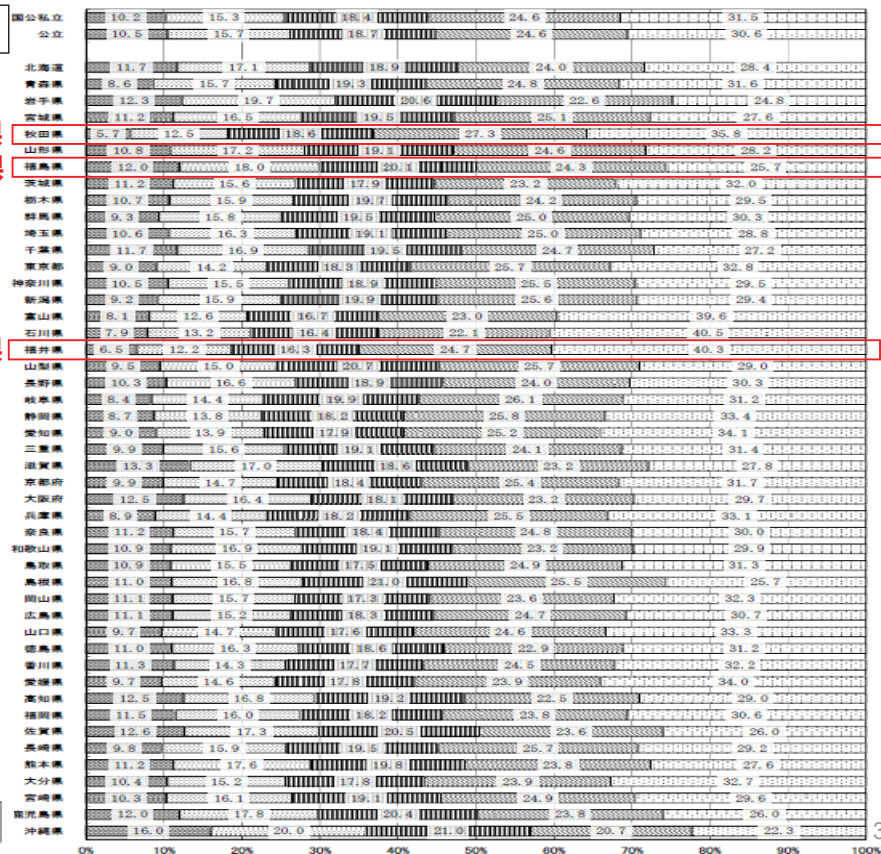 国公私立 10.2 15.3 18.4 24.6 31.5
公立 10.5 15.7 18.7 24.6 30.6
北海道 11.7 17.1 18.9 24.0 28.4
青森県 8.6 15.7 19.3 24.8 31.6
岩手県 12.3 19.7 20.6 22.6 24.8
宮城県 11.2 16.5 19.5 25.1 27.6
秋田県 5.7 12.5 18.6 27.3 35.8
山形県 10.8 17.2 19.1 24.6 28.2
福島県 12.0 18.0 20.1 24.3 25.7
茨城県 11.2 15.6 17.9 23.2 32.0
栃木県 10.7 15.9 19.7 24.2 29.5
群馬県 9.3 15.8 19.5 25.0 30.3
埼玉県 10.6 16.3 19.1 25.0 28.8
千葉県 11.7 16.9 19.5 24.7 27.2
東京都 9.0 14.2 18.3 25.7 32.8
神奈川県 10.5 15.5 18.9 25.5 29.5
新潟県 9.2 15.9 19.9 25.6 29.4
富山県 8.1 12.6 16.7 23.0 39.6
石川県 7.9 13.2 16.4 22.1 40.5
福井県 6.5 12.2 16.3 24.7 40.3
山梨県 9.5 15.0 20.7 25.7 29.0
長野県 10.3 16.6 18.9 24.0 30.3
岐阜県 8.4 14.4 19.9 26.1 31.2
静岡県 8.7 13.8 18.2 25.8 33.4
愛知県 9.0 13.9 17.9 25.2 34.1
三重県 9.9 15.6 19.1 24.1 31.4
滋賀県 13.3 17.0 18.6 23.2 27.8
京都府 9.9 14.7 18.4 25.4 31.7
大阪府 12.5 16.4 18.1 23.2 29.7
兵庫県 8.9 14.4 18.2 25.5 33.1
奈良県 11.2 15.7 18.4 24.8 30.0
和歌山県 10.9 16.9 19.1 23.2 29.9
鳥取県 10.9 15.5 17.5 24.9 31.3
島根県 11.0 16.8 21.0 25.5 25.7
岡山県 11.1 15.7 17.3 23.6 32.3
広島県 11.1 15.2 18.3 24.7 30.7
山口県 9.7 14.7 17.6 24.6 33.3
徳島県 11.0 16.3 18.6 22.9 31.2
香川県 11.3 14.3 17.7 24.5 32.2
愛媛県 9.7 14.6 17.8 23.9 34.0
高知県 12.5 16.8 19.2 22.5 29.0
福岡県 11.5 16.0 18.2 23.8 30.6
佐賀県 12.6 17.3 20.5 23.6 26.0
長崎県 9.8 15.9 19.5 25.7 29.2
熊本県 11.2 17.6 19.8 23.8 27.6
大分県 10.4 15.2 17.8 23.9 32.7
宮崎県 10.3 16.1 19.1 24.9 29.6
鹿児島県 12.0 17.8 20.4 23.8 26.0
沖縄県 16.0 20.0 21.0 20.7 22.3
0% 10% 20% 30% 40% 50% 60% 70% 80% 90% 100%